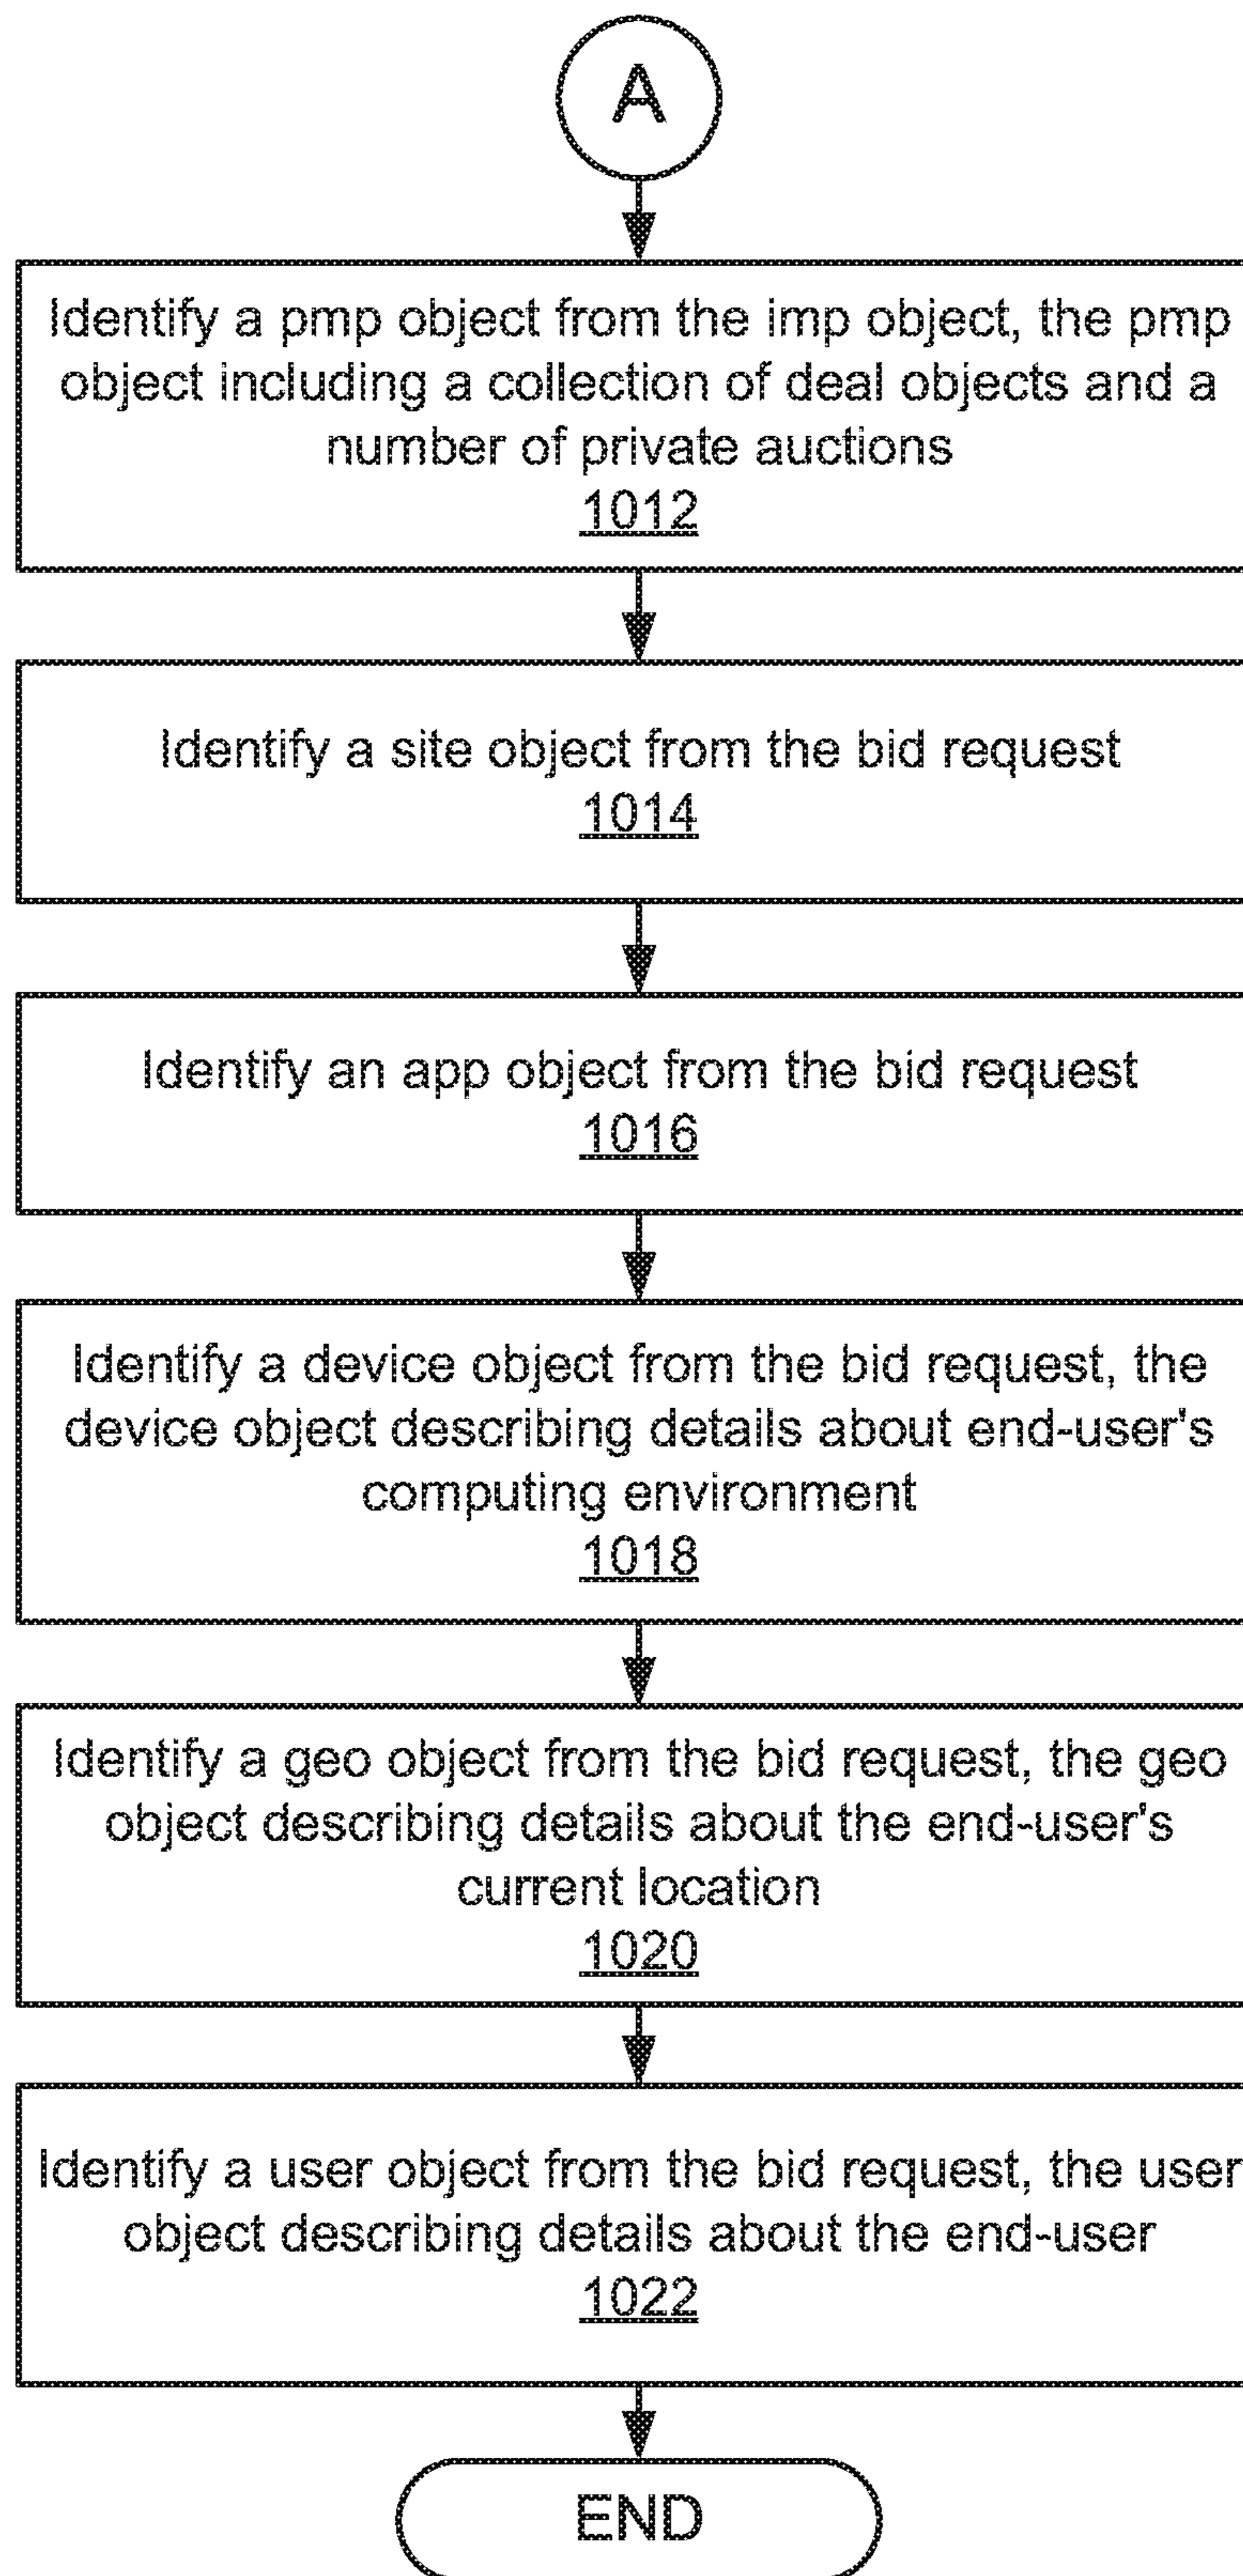 A
Identify a pmp object from the imp object, the pmp
object including a collection of deal objects and a
number of private auctions
1012
Identify a site object from the bid request
1014
Identify an app object from the bid request
1016
Identify a device object from the bid request, the
device object describing details about end-user's
computing environment
1018
Identify a geo object from the bid request, the geo
object describing details about the end-user's
current location
1020
Identify a user object from the bid request, the user
object describing details about the end-user
1022
END